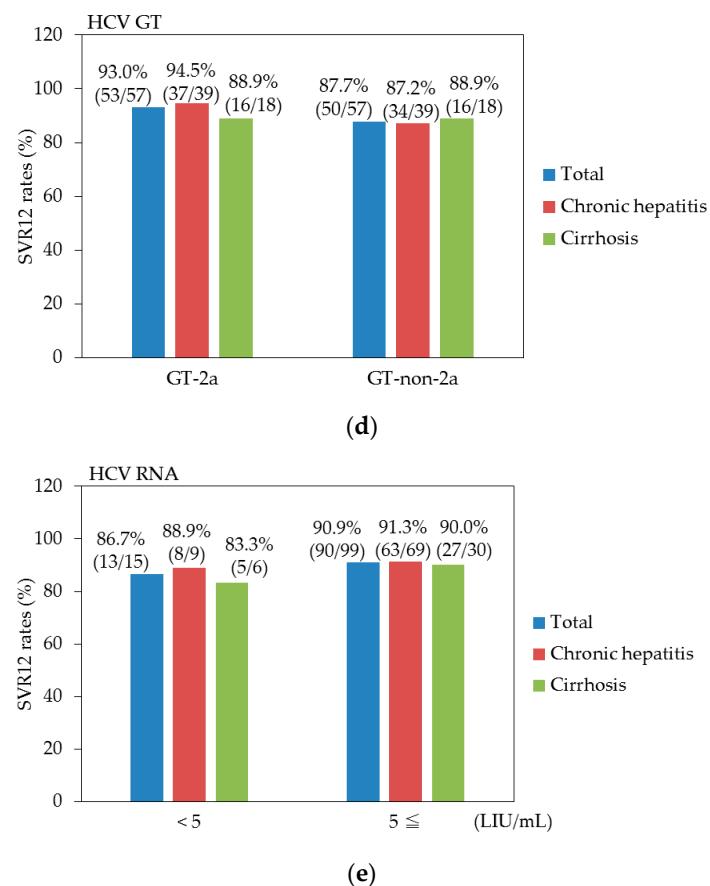 HCV GT
120
100
80
60
40
20
0
SVR12 rates (%)
93.0%
(53/57)
94.5%
(37/39)
88.9%
(16/18)
87.7%
(50/57)
87.2%
(34/39)
88.9%
(16/18)
GT-2a
GT-non-2a
Total
Chronic hepatitis
Cirrhosis
(d)
HCV RNA
120
100
80
60
40
20
0
SVR12 rates (%)
86.7%
(13/15)
88.9%
(8/9)
83.3%
(5/6)
90.9%
(90/99)
91.3%
(63/69)
90.0%
(27/30)
< 5
5 ≦
(LIU/mL)
Total
Chronic hepatitis
Cirrhosis
(e)